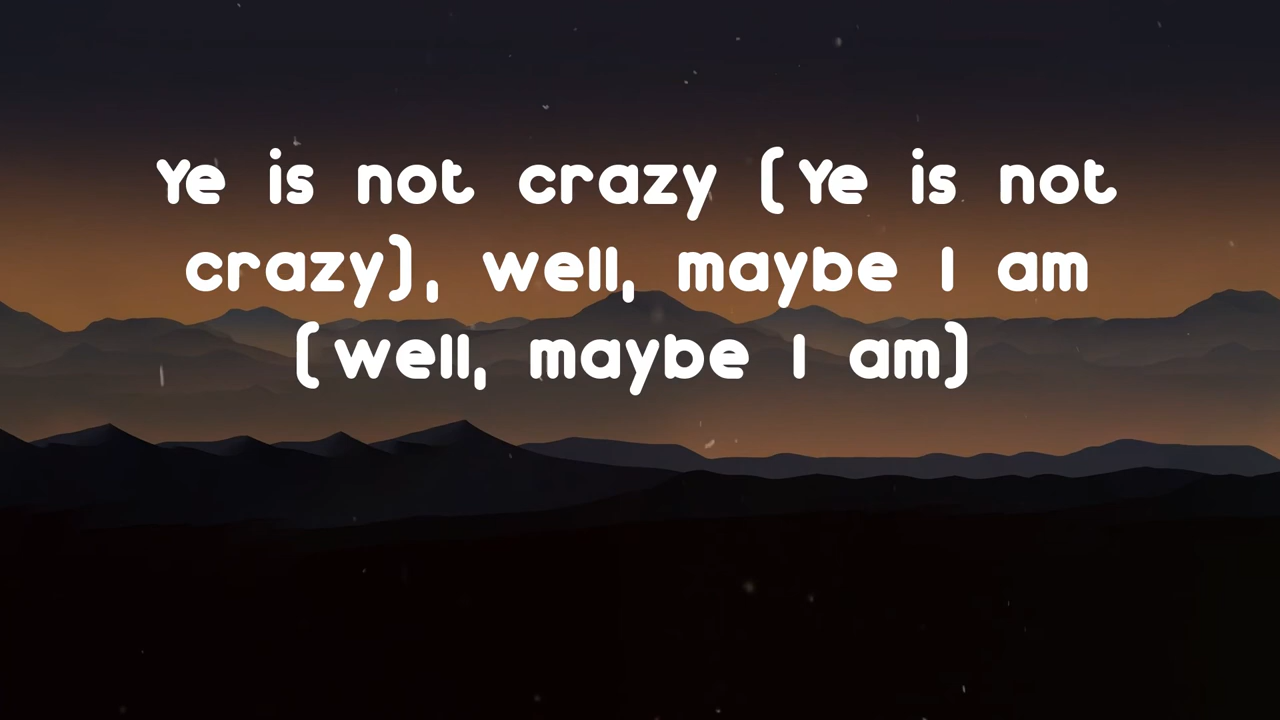 Ye is not crazy (Ye is not
crazy), well, maybe I am
(well, maybe I am)